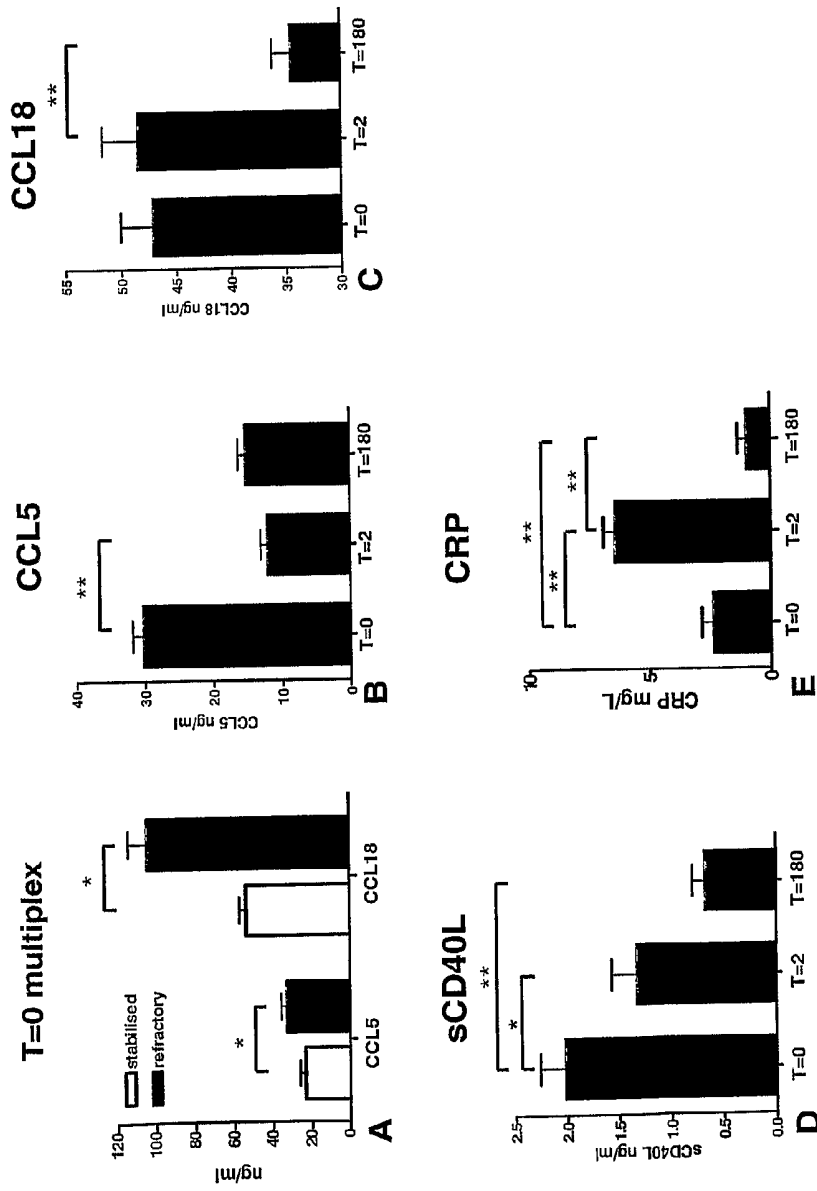 T=0 multiplex
stabilised
refractory
*
*
ng/ml
120
100
80
60
40
20
0
CCL5
CCL18
A
CCL5
**
CCL5 ng/ml
40
30
20
10
0
T=0
T=2
T=180
B
CCL18
**
CCL18 ng/ml
55
50
45
40
35
30
T=0
T=2
T=180
C
sCD40L
**
*
sCD40L ng/ml
2.5
2.0
1.5
1.0
0.5
0.0
T=0
T=2
T=180
D
CRP
**
**
**
CRP mg/L
10
5
0
T=0
T=2
T=180
E